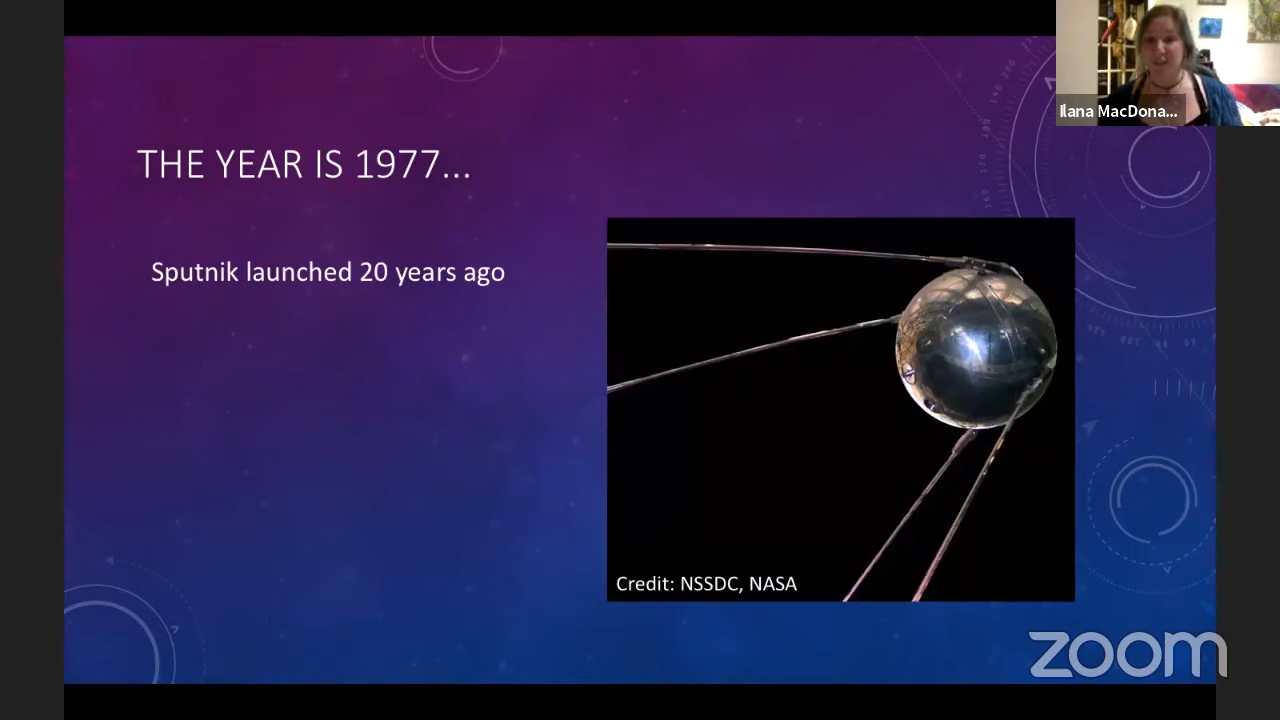 Ilana MacDona...
THE YEAR IS 1977...
Sputnik launched 20 years ago
Credit: NSSDC, NASA
zoom